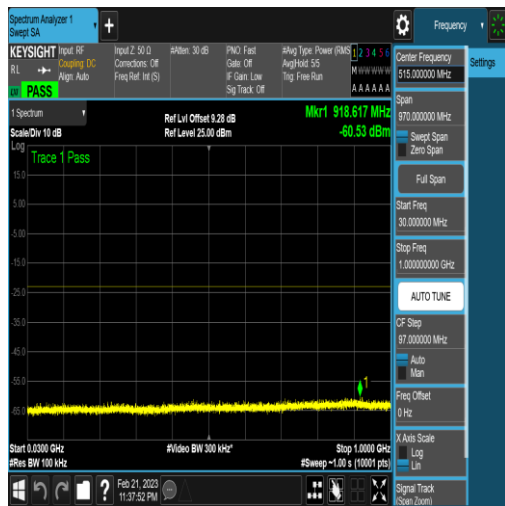 Spectrum Analyzer 1
Swept SA
Frequency
KEYSIGHT
Input: RF
Coupling: DC
Align: Auto
Input Z: 50 Ω
Corrections: Off
Freq Ref: Int (S)
#Atten: 30 dB
PNO: Fast
Gate: Off
IF Gain: Low
Sig Track: Off
#Avg Type: Power (RMS
Avg|Hold: 5/5
Trig: Free Run
1 2 3 4 5 6
M W W W W W
A A A A A A
RL
PASS
1 Spectrum
Scale/Div 10 dB
Ref Lvl Offset 9.28 dB
Ref Level 25.00 dBm
Mkr1 918.617 MHz
-60.53 dBm
Log
Trace 1 Pass
15.0
5.00
-5.00
-15.0
-25.0
-35.0
-45.0
-55.0
-65.0
1
Start 0.0300 GHz
#Res BW 100 kHz
#Video BW 300 kHz*
Stop 1.0000 GHz
#Sweep ~1.00 s (10001 pts)
Feb 21, 2023
11:37:52 PM
Center Frequency
515.000000 MHz
Settings
Span
970.000000 MHz
Swept Span
Zero Span
Full Span
Start Freq
30.000000 MHz
Stop Freq
1.000000000 GHz
AUTO TUNE
CF Step
97.000000 MHz
Auto
Man
Freq Offset
0 Hz
X Axis Scale
Log
Lin
Signal Track
(Span Zoom)